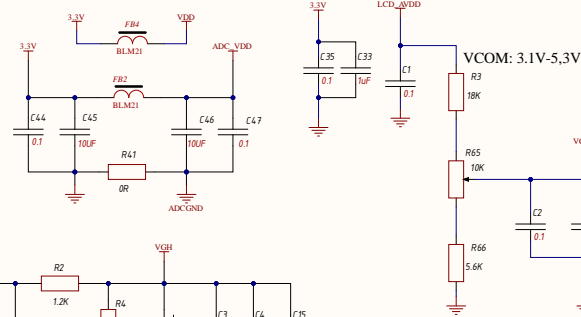 3.3V
FB4
VDD
BLM21
3.3V
FB2
ADC_VDD
BLM21
C44
0.1
C45
10UF
C46
10UF
C47
0.1
R41
0R
ADCGND
3.3V
C35
0.1
C33
1uF
LCD_AVDD
C1
0.1
VCOM: 3.1V-5,3V
R3
18K
R65
10K
R66
5.6K
C2
0.1
VGH
R2
1.2K
R4
C3
C4
C15